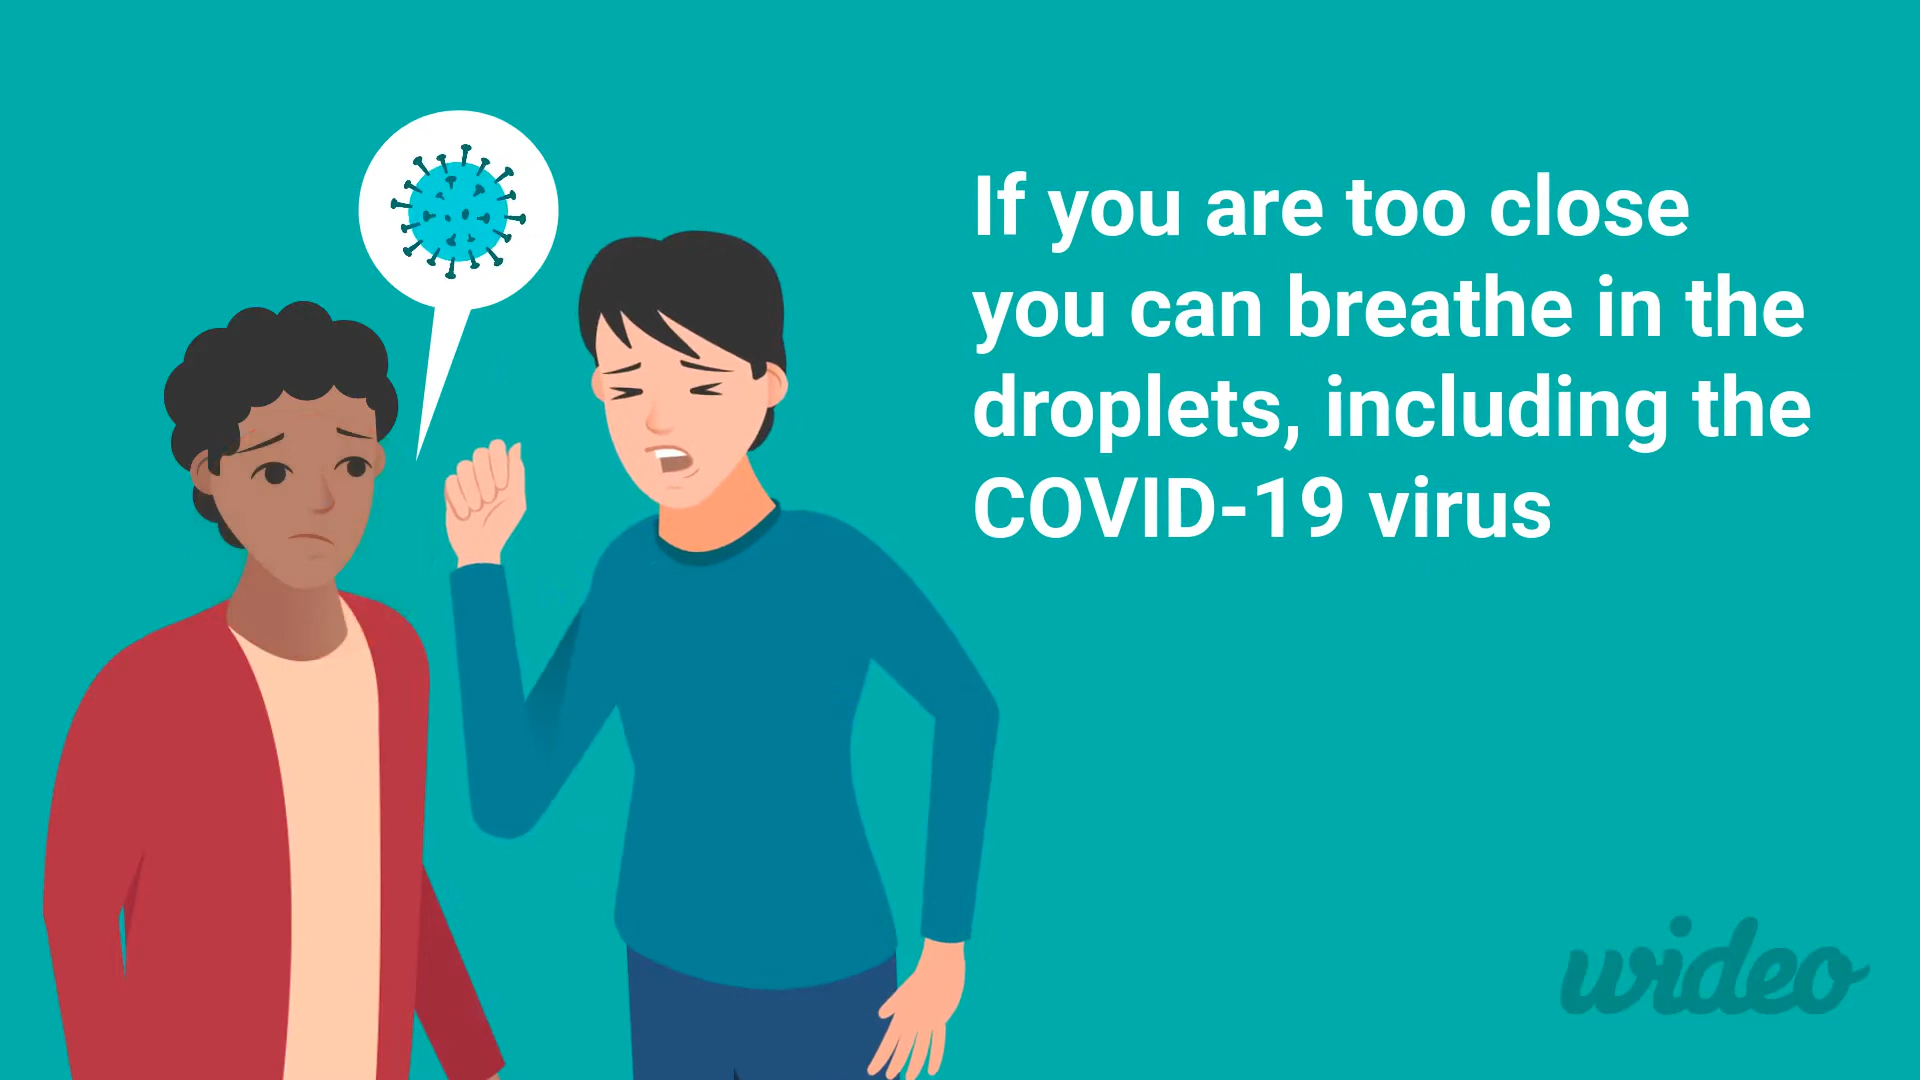 If you are too close
you can breathe in the
droplets, including the
COVID-19 virus
wideo